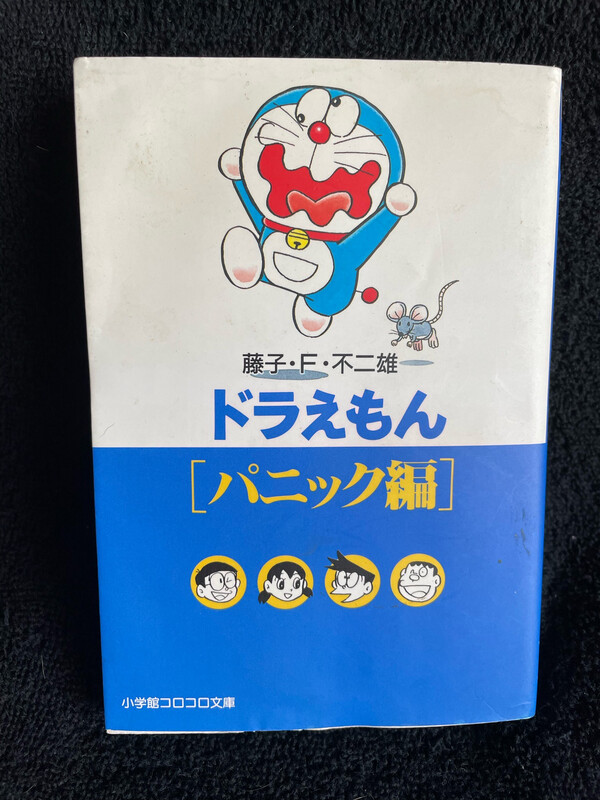 藤子・F・不二雄
ドラえもん
[パニック編]
小学館コロコロ文庫